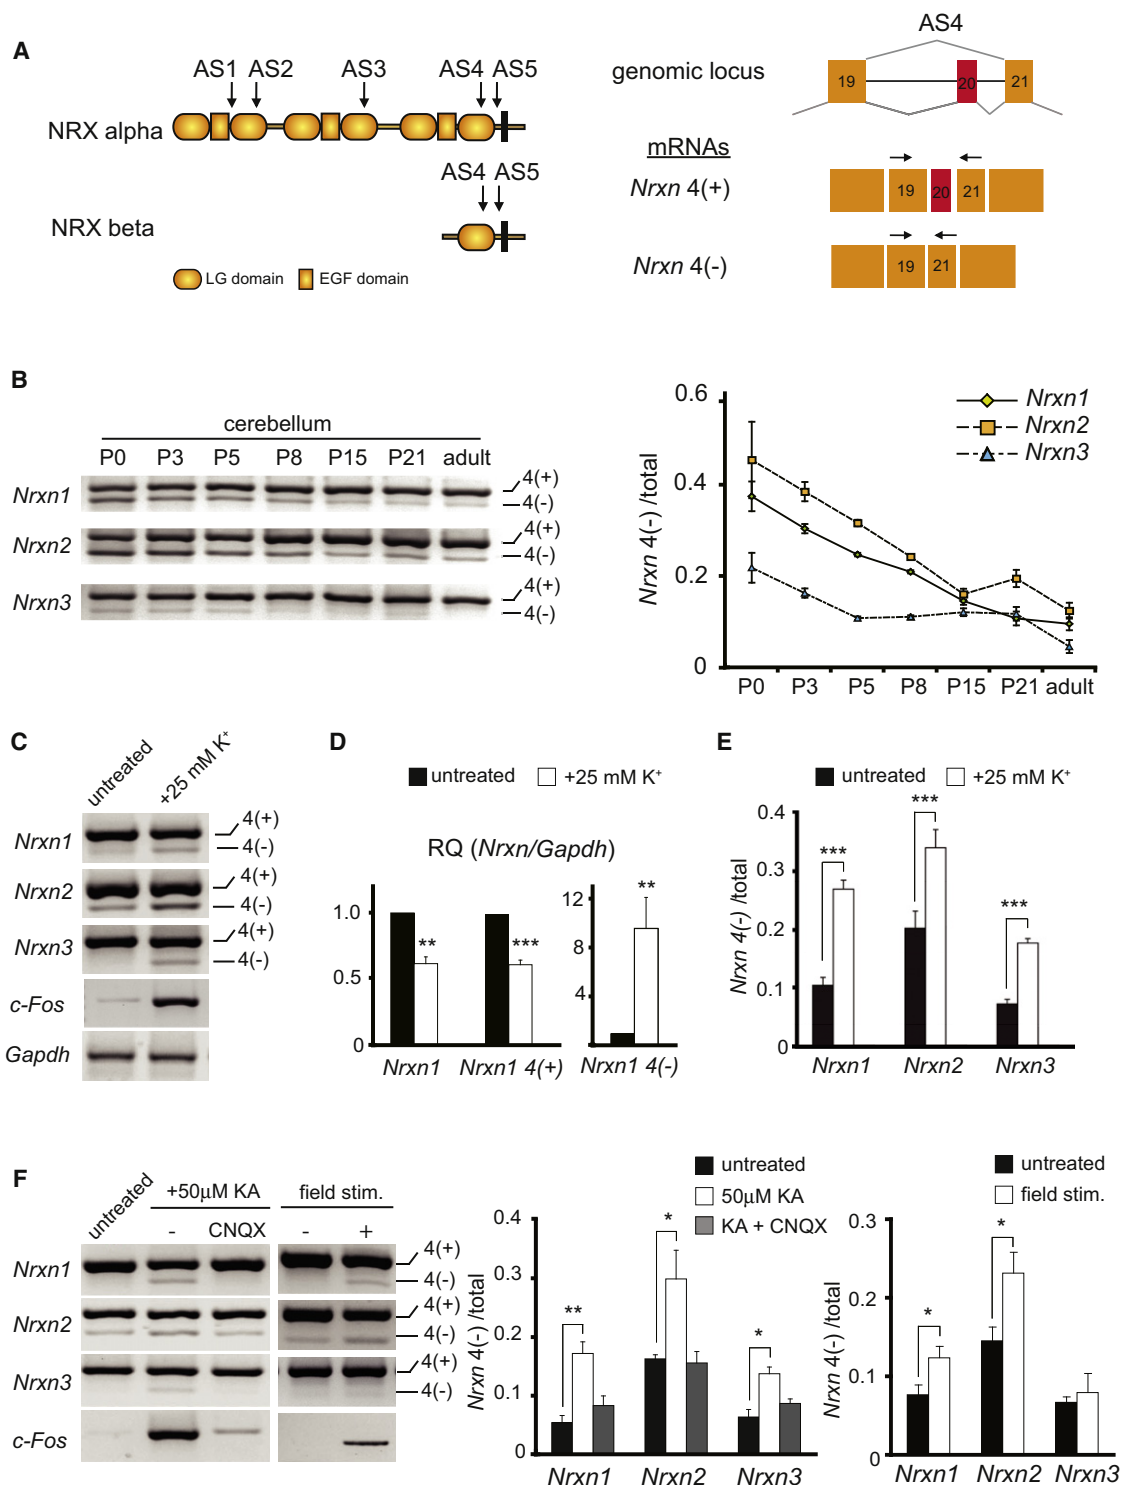 A
AS1 AS2 AS3 AS4 AS5
NRX alpha
AS4 AS5
NRX beta
LG domain EGF domain
AS4
genomic locus
19 20 21
mRNAs
Nrxn 4(+)
19 20 21
Nrxn 4(-)
19 21
B
cerebellum
P0 P3 P5 P8 P15 P21 adult
Nrxn1 4(+)
4(-)
Nrxn2 4(+)
4(-)
Nrxn3 4(+)
4(-)
Nrxn 4(-) /total
0.6
0.4
0.2
0
Nrxn1
Nrxn2
Nrxn3
P0 P3 P5 P8 P15 P21 adult
C
untreated +25 mM K+
Nrxn1 4(+)
4(-)
Nrxn2 4(+)
4(-)
Nrxn3 4(+)
4(-)
c-Fos
Gapdh
D
untreated +25 mM K+
RQ (Nrxn/Gapdh)
1.0
0.5
0
** ***
Nrxn1 Nrxn1 4(+)
12
8
4
**
Nrxn1 4(-)
E
untreated +25 mM K+
Nrxn 4(-) /total
0.4
0.3
0.2
0.1
0
*** *** ***
Nrxn1 Nrxn2 Nrxn3
F
untreated +50µM KA field stim.
- CNQX - +
Nrxn1 4(+)
4(-)
Nrxn2 4(+)
4(-)
Nrxn3 4(+)
4(-)
c-Fos
untreated
50µM KA
KA + CNQX
Nrxn 4(-) /total
0.4
0.3
0.2
0.1
0
** * *
Nrxn1 Nrxn2 Nrxn3
untreated
field stim.
Nrxn 4(-) /total
0.3
0.2
0.1
0
* *
Nrxn1 Nrxn2 Nrxn3